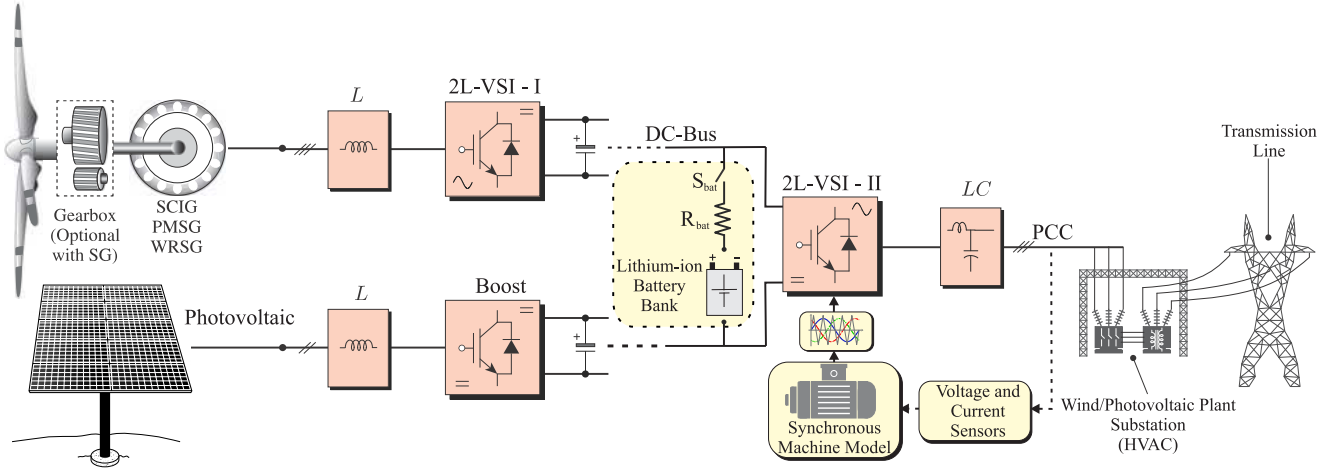 L
2L-VSI - I
DC-Bus
Transmission
Line
Gearbox
(Optional
with SG)
SCIG
PMSG
WRSG
S_bat
R_bat
+ -
Lithium-ion
Battery
Bank
2L-VSI - II
LC
PCC
Photovoltaic
L
Boost
+
+
Synchronous
Machine Model
Voltage and
Current
Sensors
Wind/Photovoltaic Plant
Substation
(HVAC)